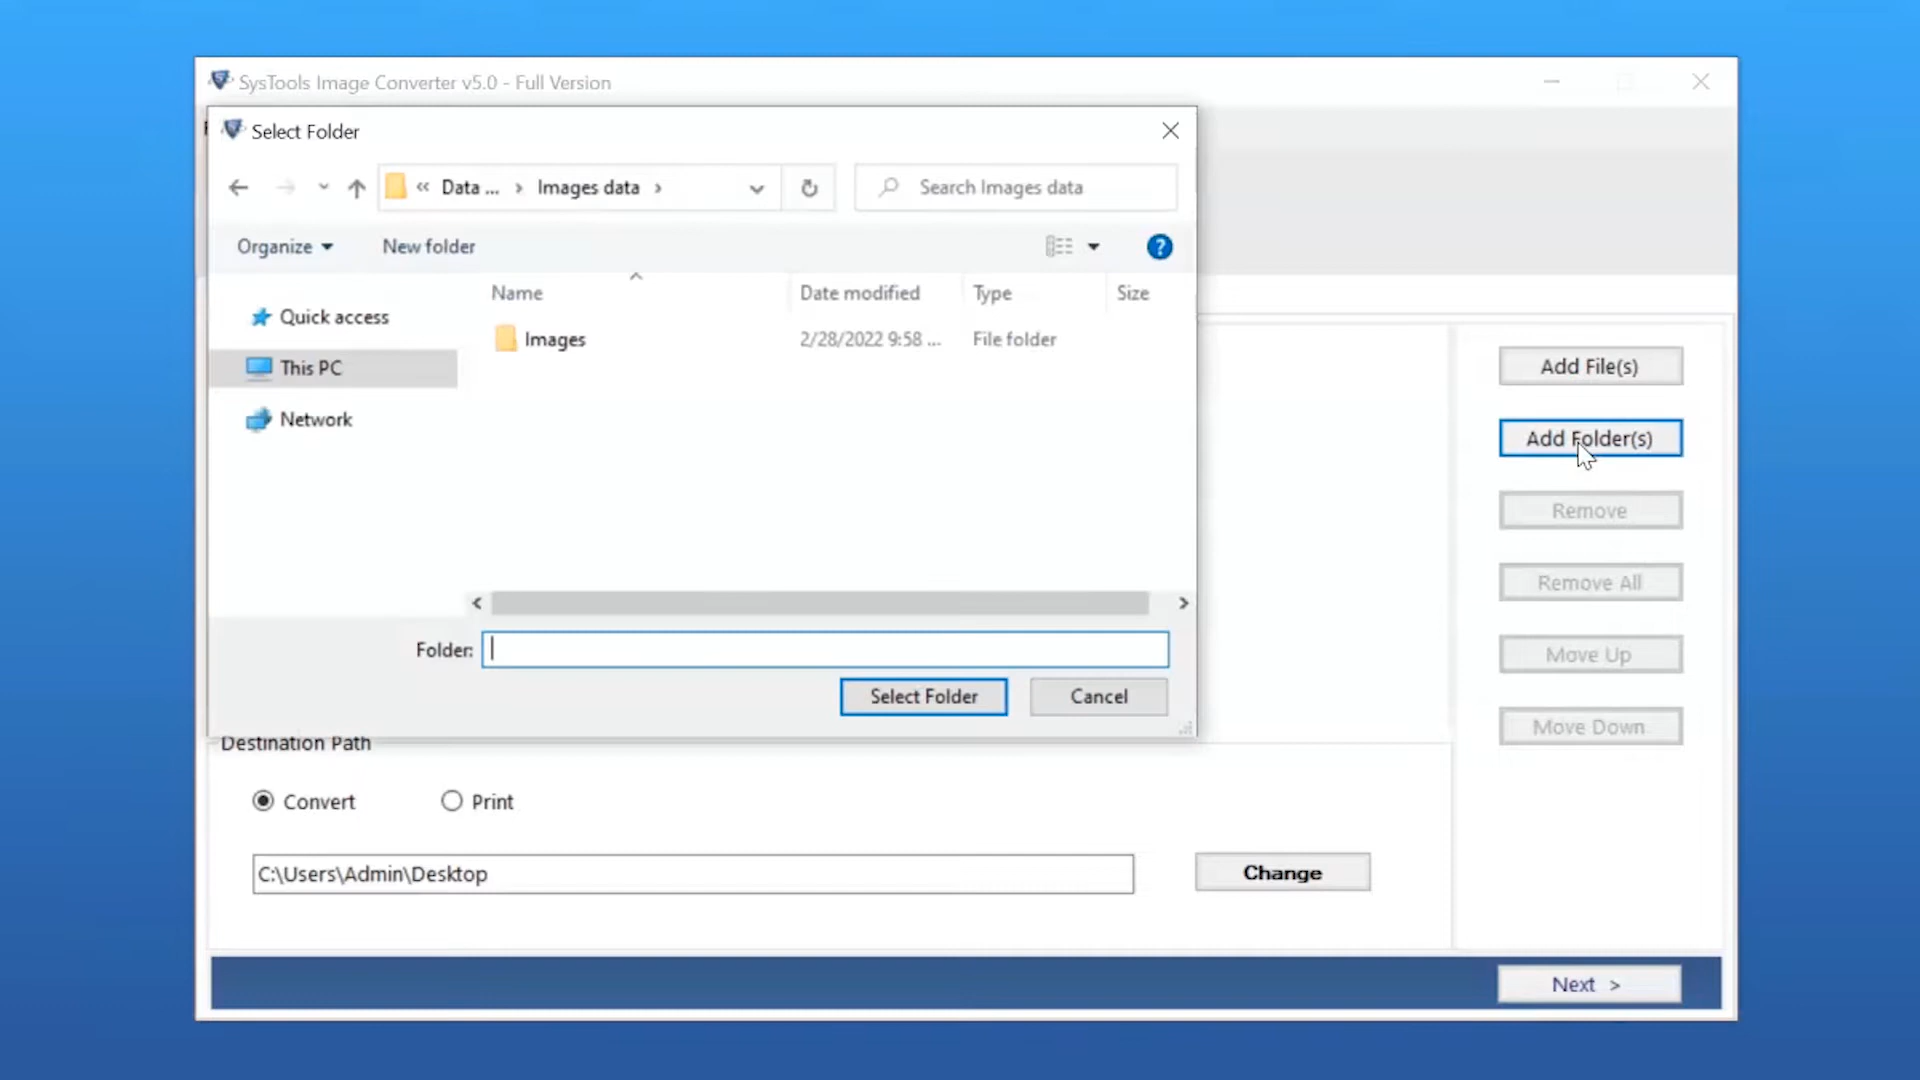 SysTools Image Converter v5.0 - Full Version
Select Folder
« Data ... › Images data ›
Search Images data
Organize
New folder
Name
Date modified
Type
Size
Quick access
This PC
Network
Images
2/28/2022 9:58 ...
File folder
Add File(s)
Add Folder(s)
Remove
Remove All
Move Up
Move Down
Folder:
Select Folder
Cancel
Destination Path
Convert
Print
C:\Users\Admin\Desktop
Change
Next >